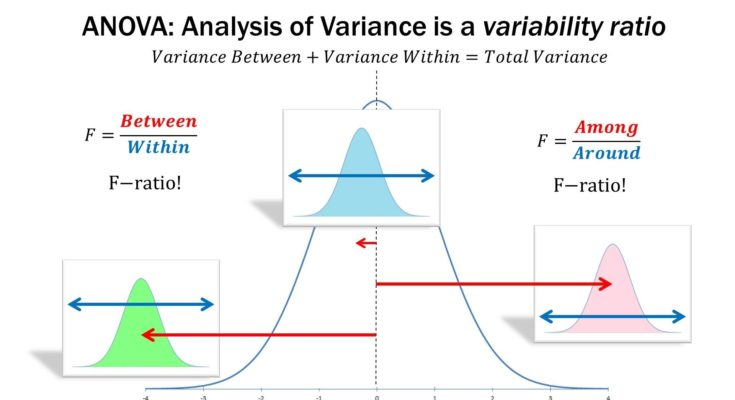 ANOVA: Analysis of Variance is a variability ratio
Variance Between + Variance Within = Total Variance
F = Between
Within
F−ratio!
F = Among
Around
F−ratio!
-4 -3 -2 -1 0 1 2 3 4